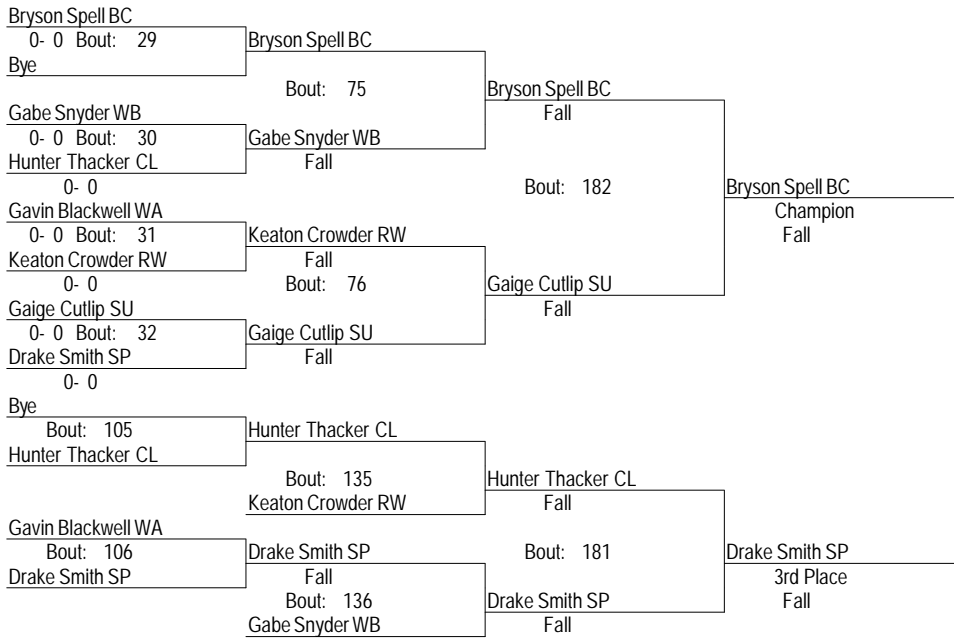 Bryson Spell BC
0- 0 Bout: 29
Bye
Bryson Spell BC
Bout: 75
Bryson Spell BC
Fall
Gabe Snyder WB
0- 0 Bout: 30
Gabe Snyder WB
Hunter Thacker CL
Fall
0- 0
Bout: 182
Bryson Spell BC
Champion
Fall
Gavin Blackwell WA
0- 0 Bout: 31
Keaton Crowder RW
Keaton Crowder RW
Fall
0- 0
Bout: 76
Gaige Cutlip SU
Fall
Gaige Cutlip SU
0- 0 Bout: 32
Gaige Cutlip SU
Drake Smith SP
Fall
0- 0
Bye
Bout: 105
Hunter Thacker CL
Hunter Thacker CL
Bout: 135
Hunter Thacker CL
Keaton Crowder RW
Fall
Gavin Blackwell WA
Bout: 106
Drake Smith SP
Bout: 181
Drake Smith SP
Drake Smith SP
Fall
3rd Place
Bout: 136
Drake Smith SP
Fall
Gabe Snyder WB
Fall